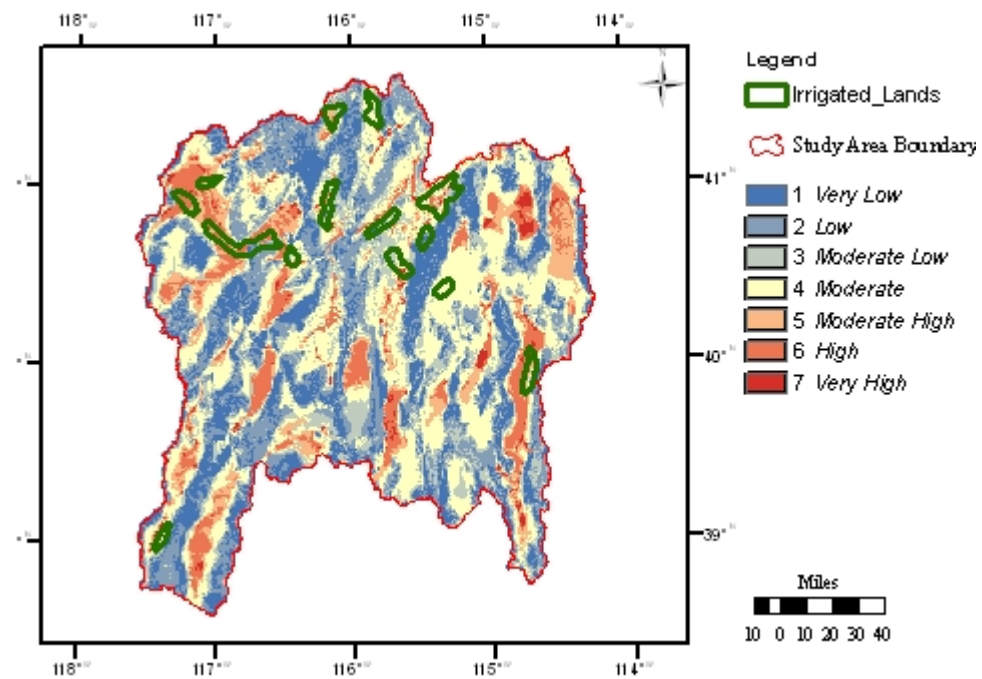 118° 117° 116° 115° 114°
N
Legend
Irrigated_Lands
Study Area Boundary
41°
1 Very Low
2 Low
3 Moderate Low
4 Moderate
5 Moderate High
40°
6 High
7 Very High
39°
Miles
10 0 10 20 30 40
118° 117° 116° 115° 114°